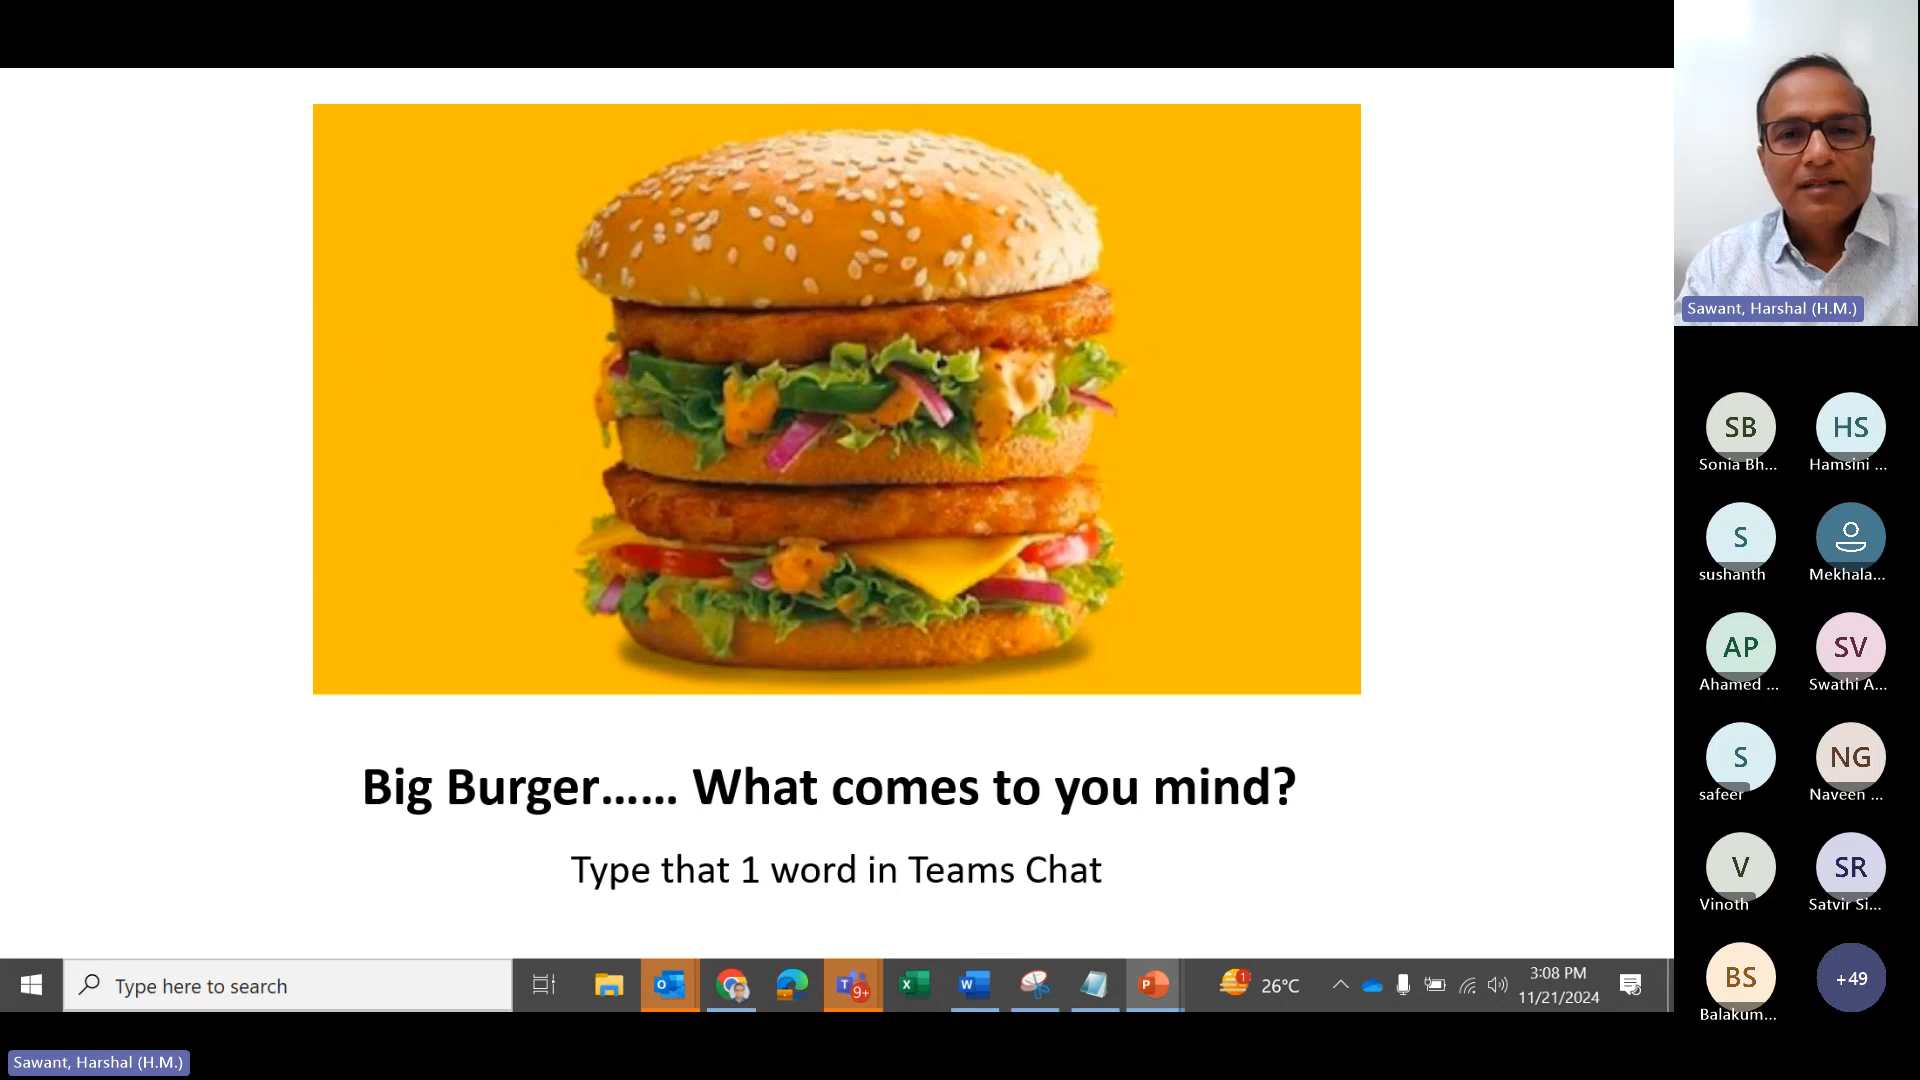 Big Burger...... What comes to you mind?
Type that 1 word in Teams Chat
Type here to search
9+
1
26°C
3:08 PM
11/21/2024
Sawant, Harshal (H.M.)
Sawant, Harshal (H.M.)
SB
Sonia Bh...
HS
Hamsini ...
S
sushanth
Mekhala...
AP
Ahamed ...
SV
Swathi A...
S
safeer
NG
Naveen ...
V
Vinoth
SR
Satvir Si...
BS
Balakum...
+49